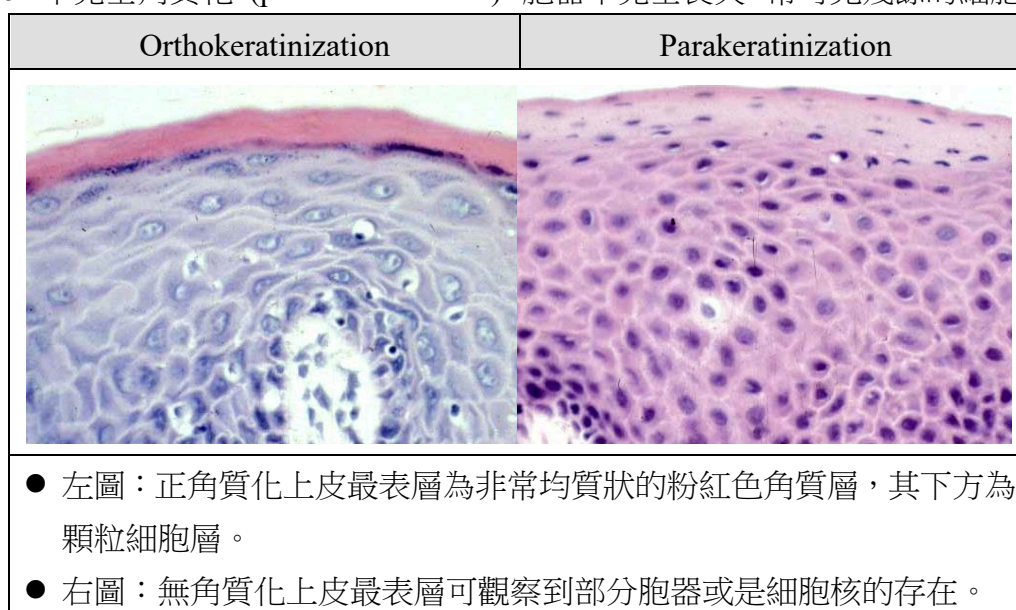 Orthokeratinization
Parakeratinization
● 左圖：正角質化上皮最表層為非常均質狀的粉紅色角質層，其下方為
顆粒細胞層。
● 右圖：無角質化上皮最表層可觀察到部分胞器或是細胞核的存在。